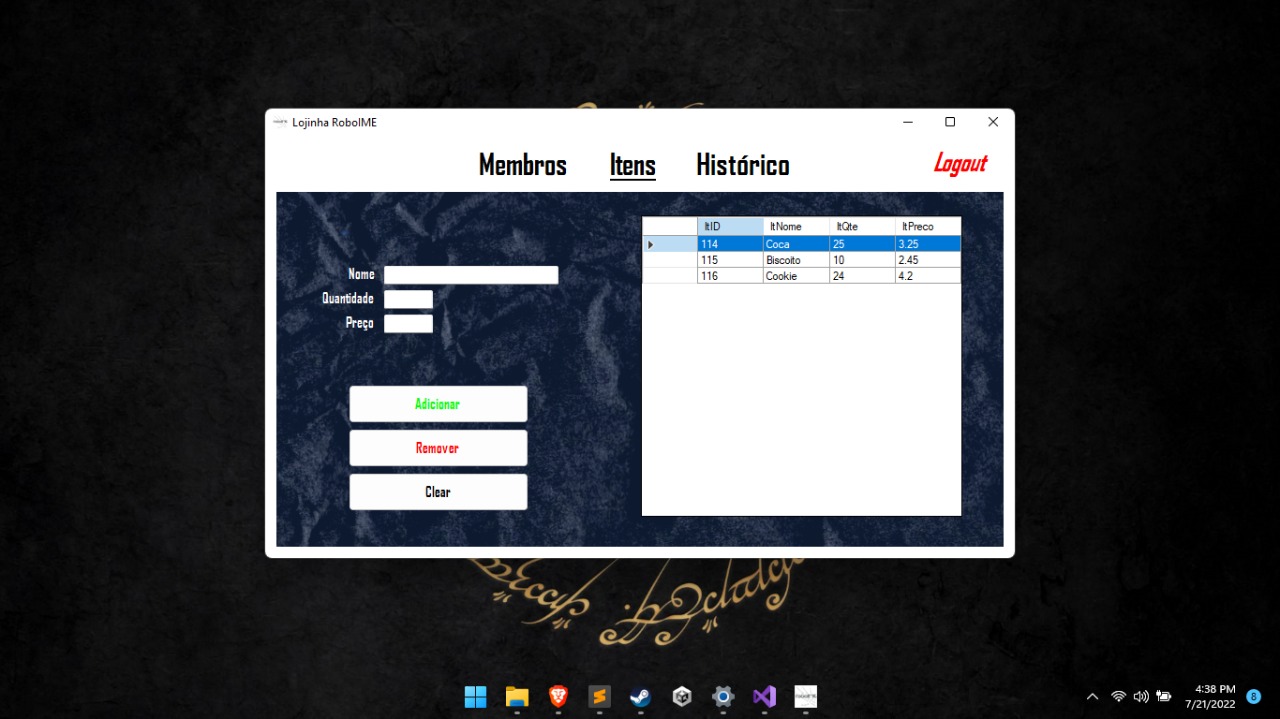 Lojinha RoboIME
Membros Itens Histórico Logout
ItID ItNome ItQte ItPreco
114 Coca 25 3.25
115 Biscoito 10 2.45
116 Cookie 24 4.2
Nome
Quantidade
Preço
Adicionar
Remover
Clear
4:38 PM
7/21/2022
8